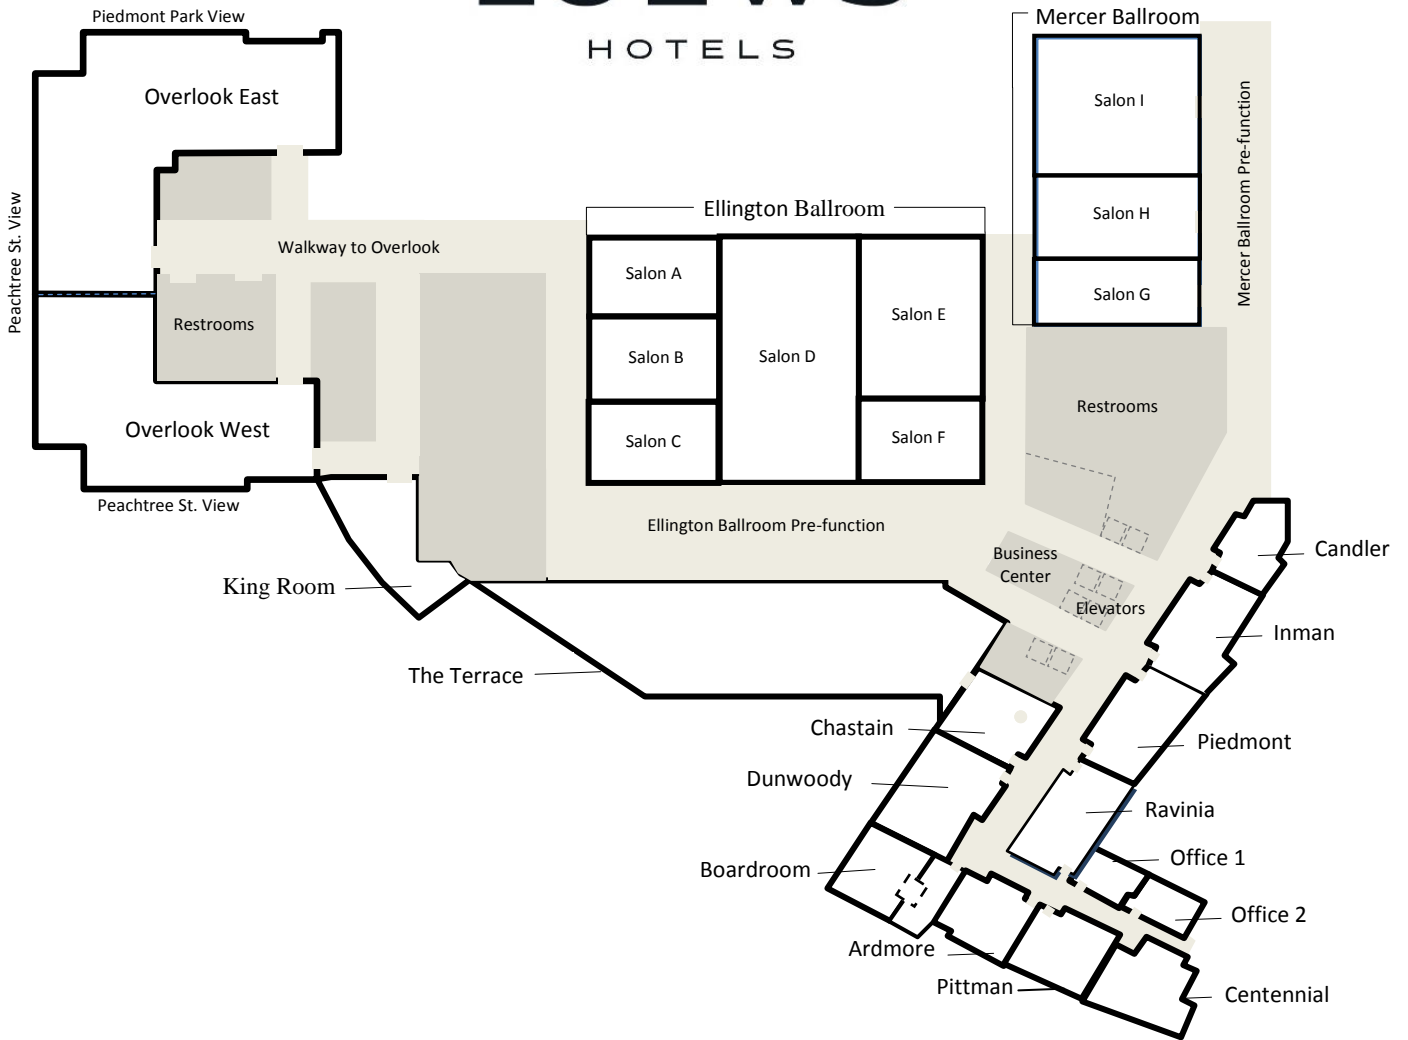 HOTELS
Piedmont Park View
Overlook East
Peachtree St. View
Walkway to Overlook
Restrooms
Overlook West
Peachtree St. View
King Room
The Terrace
Ellington Ballroom
Salon A
Salon B
Salon C
Salon D
Salon E
Salon F
Ellington Ballroom Pre-function
Mercer Ballroom
Salon I
Salon H
Salon G
Mercer Ballroom Pre-function
Restrooms
Business
Center
Elevators
Candler
Inman
Piedmont
Ravinia
Office 1
Office 2
Chastain
Dunwoody
Boardroom
Ardmore
Pittman
Centennial